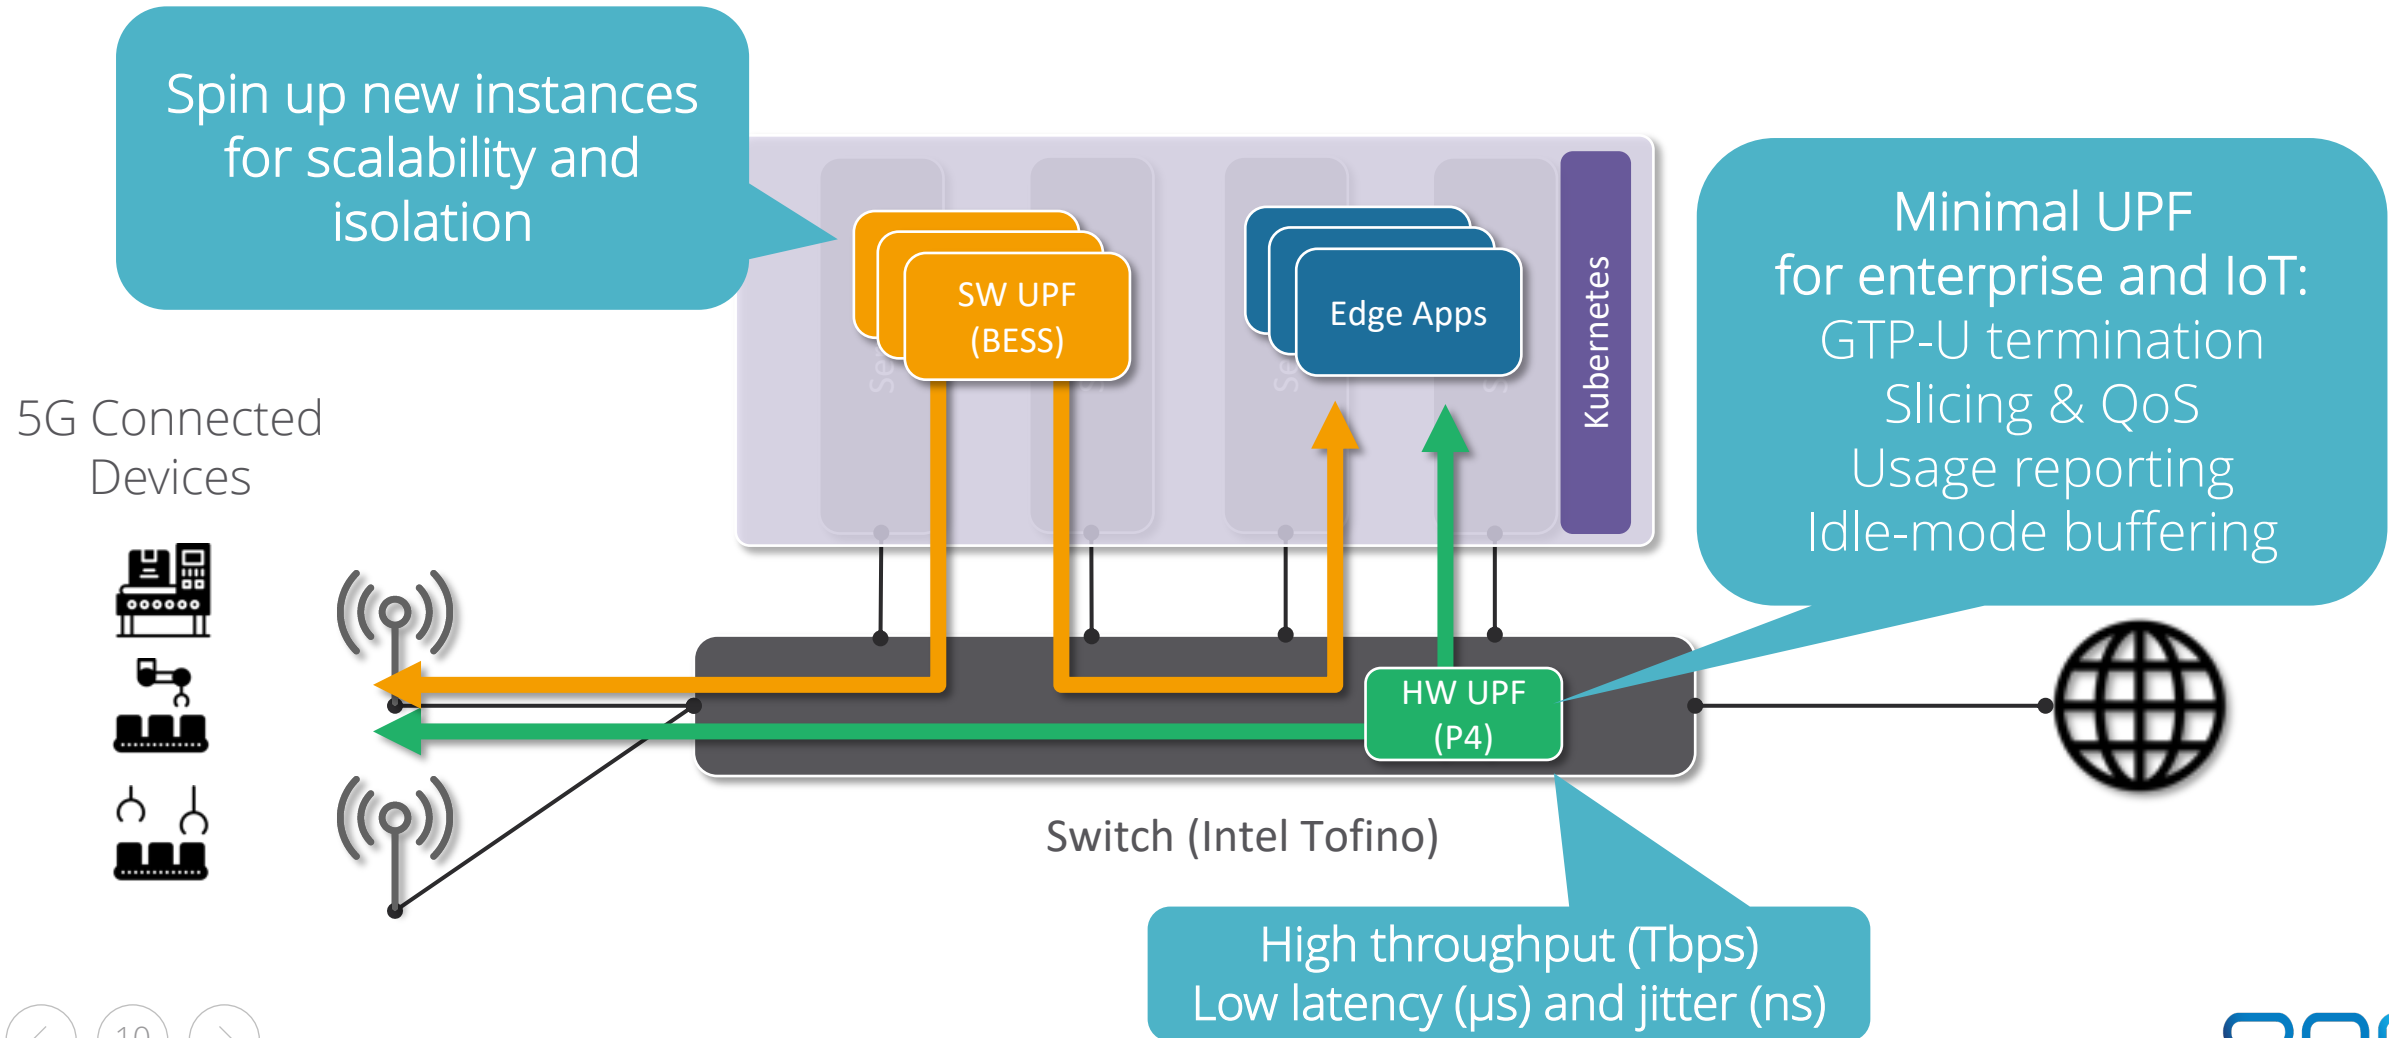 Spin up new instances
for scalability and
isolation
SW UPF
(BESS)
Edge Apps
Kubernetes
Minimal UPF
for enterprise and IoT:
GTP-U termination
Slicing & QoS
Usage reporting
Idle-mode buffering
5G Connected
Devices
HW UPF
(P4)
Switch (Intel Tofino)
High throughput (Tbps)
Low latency (µs) and jitter (ns)
10